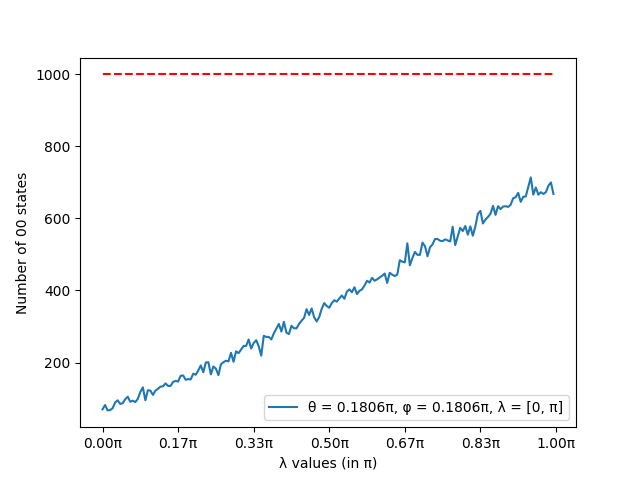 1000
800
600
400
200
Number of 00 states
θ = 0.1806π, φ = 0.1806π, λ = [0, π]
0.00π 0.17π 0.33π 0.50π 0.67π 0.83π 1.00π
λ values (in π)